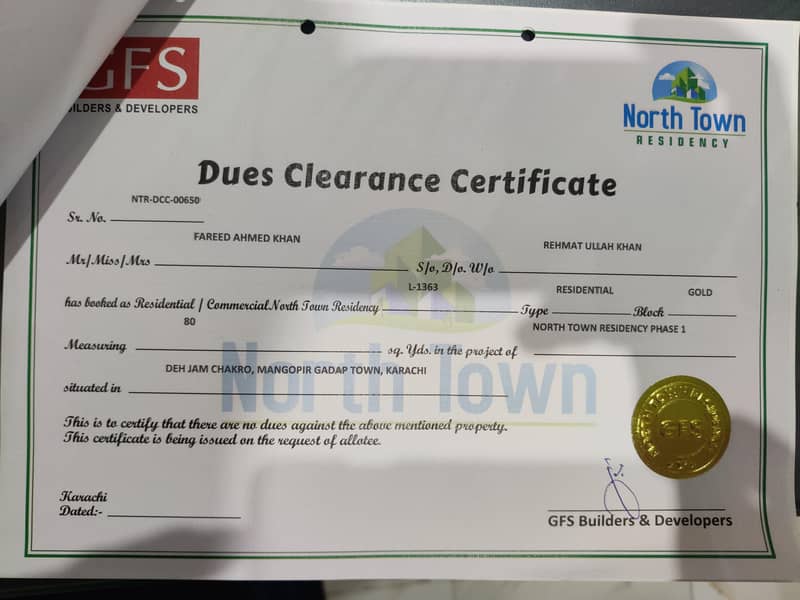 GFS
BUILDERS & DEVELOPERS
North Town
RESIDENCY
Dues Clearance Certificate
NTR-DCC-00650
Sr. No.
FAREED AHMED KHAN
REHMAT ULLAH KHAN
Mr/Miss/Mrs S/o, D/o. W/o
L-1363 RESIDENTIAL GOLD
has booked as Residential / Commercial North Town Residency Type Block
80 NORTH TOWN RESIDENCY PHASE 1
Measuring sq. Yds. in the project of
DEH JAM CHAKRO, MANGOPIR GADAP TOWN, KARACHI
situated in
North Town
This is to certify that there are no dues against the above mentioned property.
This certificate is being issued on the request of allotee.
GFS
Karachi
Dated:-
GFS Builders & Developers